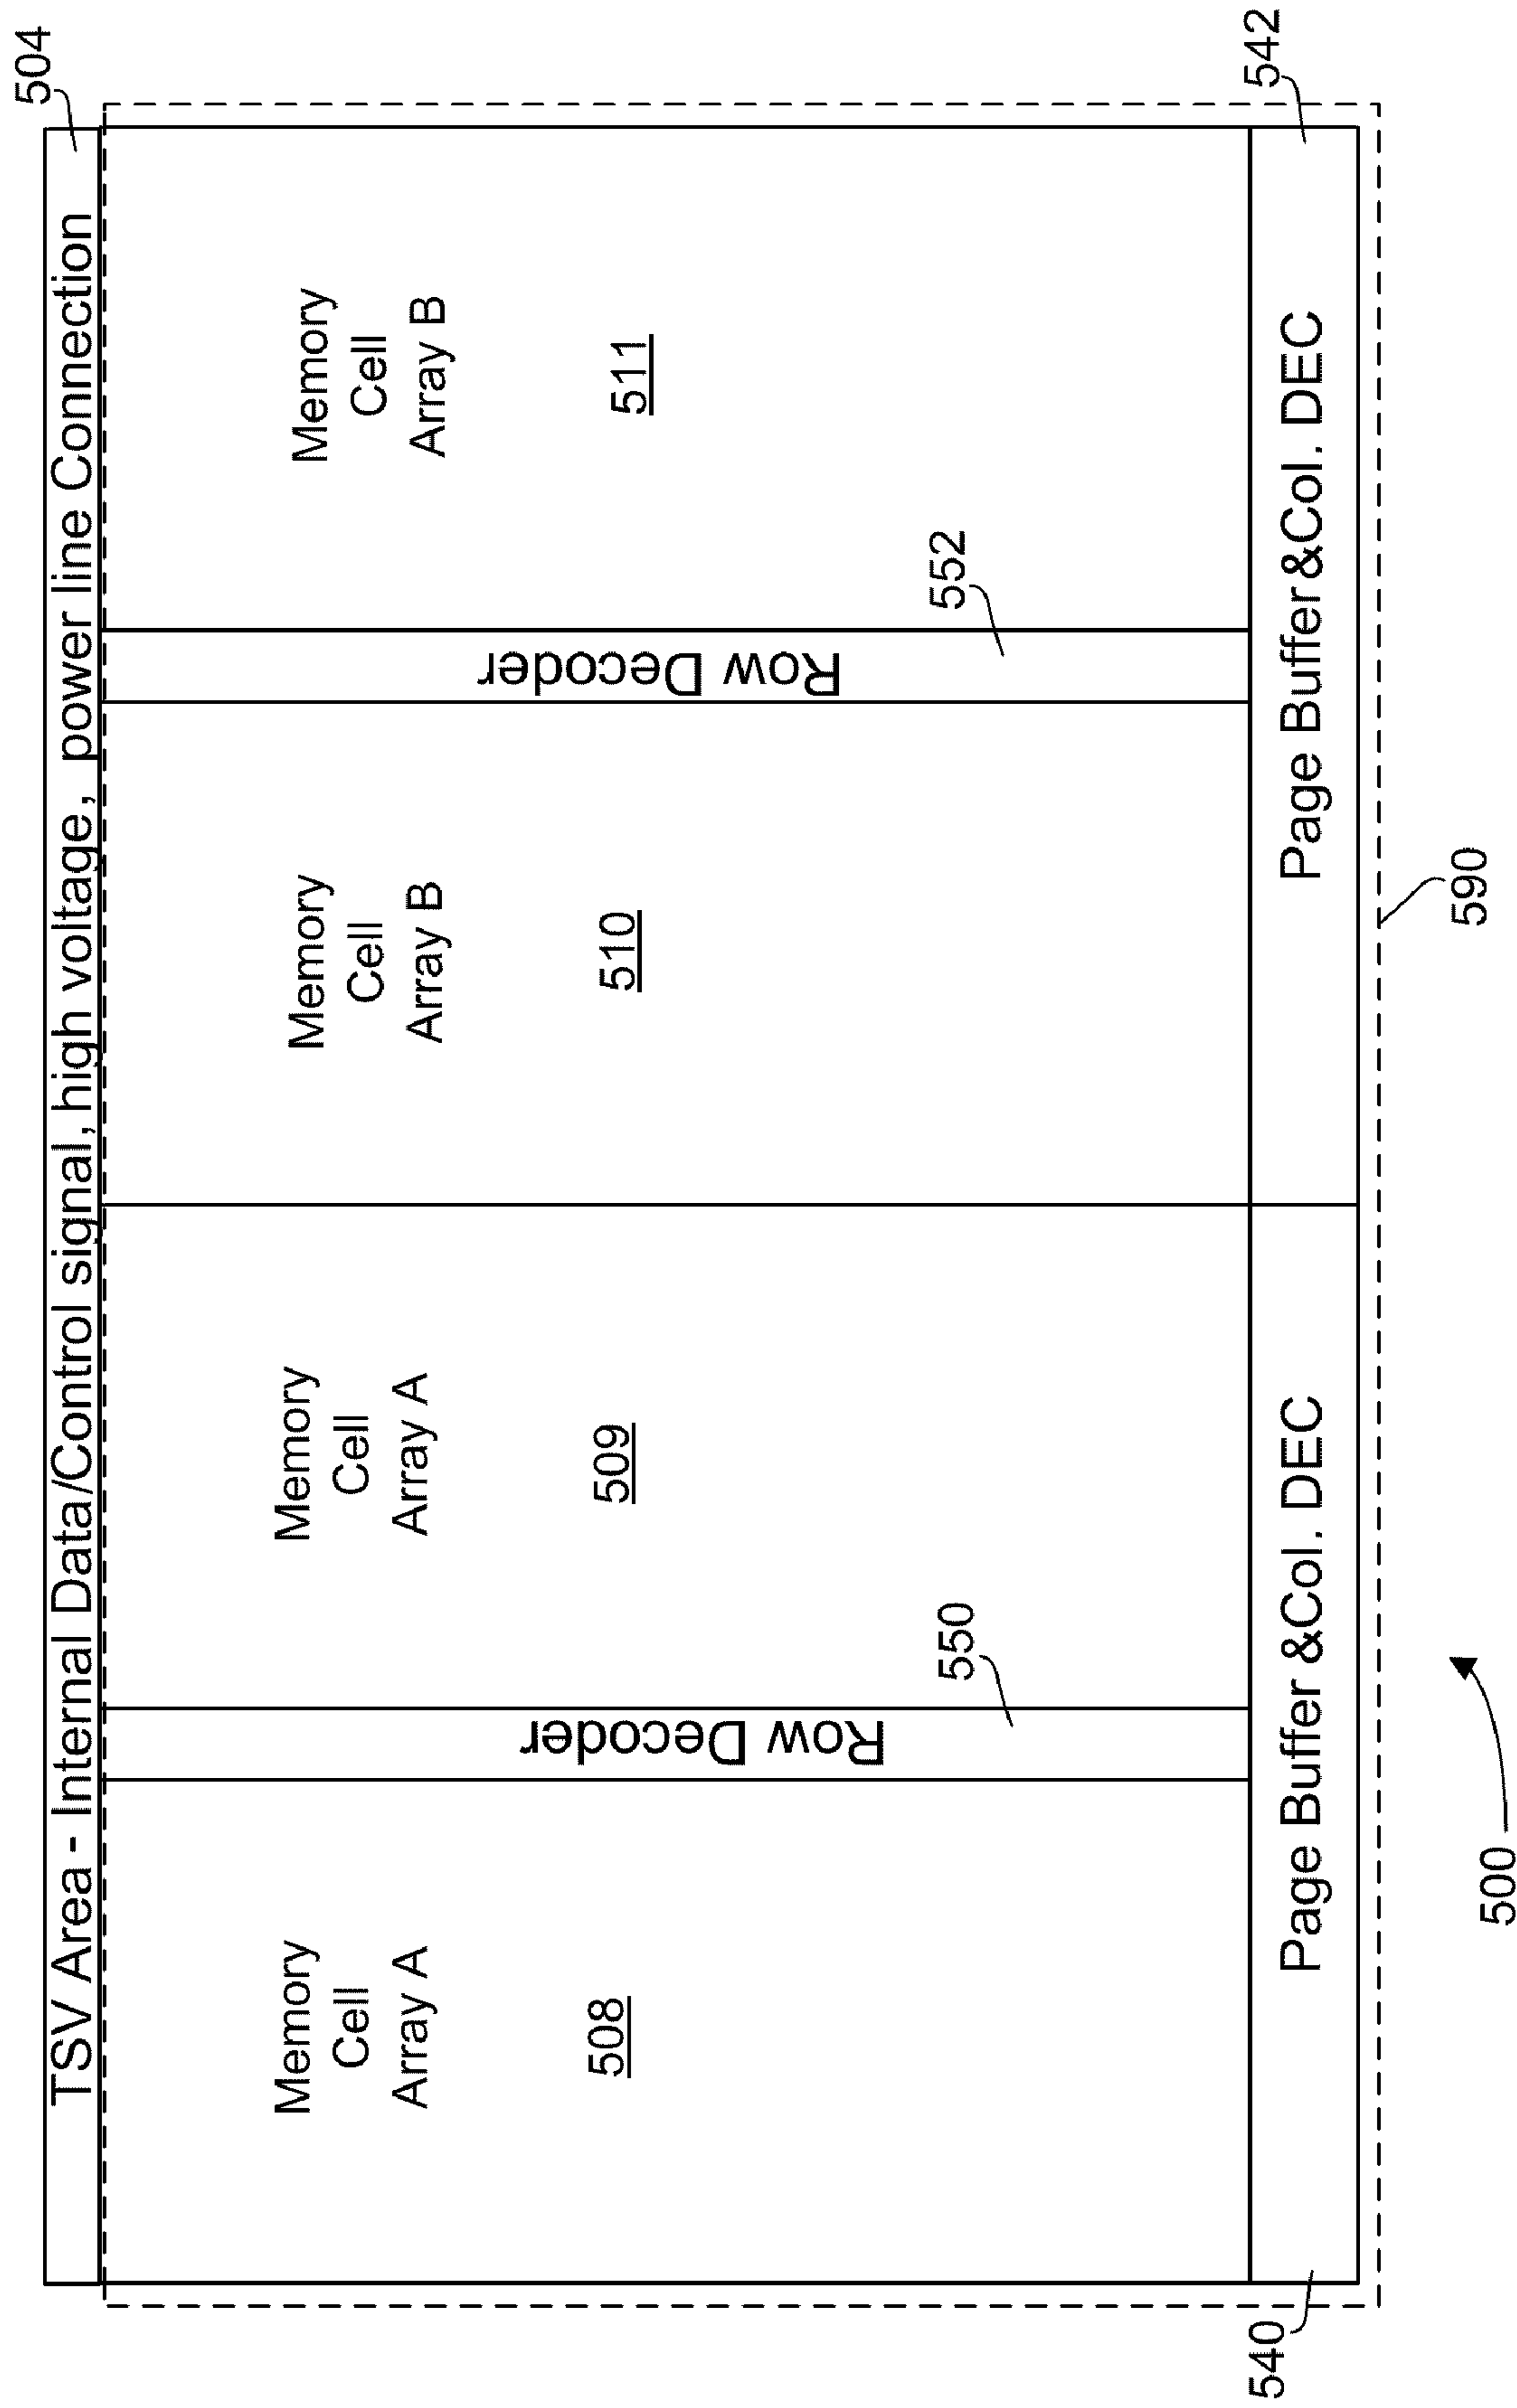 504
TSV Area - Internal Data/Control signal, high voltage, power line Connection
Memory
Cell
Array A
508
Row Decoder
550
Memory
Cell
Array A
509
Memory
Cell
Array B
510
Row Decoder
552
Memory
Cell
Array B
511
540
Page Buffer &Col. DEC
Page Buffer&Col. DEC
542
590
500